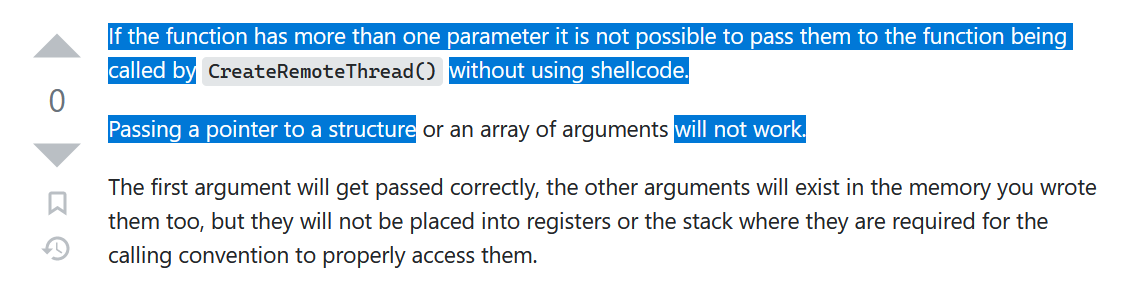 If the function has more than one parameter it is not possible to pass them to the function being
called by CreateRemoteThread() without using shellcode.
0
Passing a pointer to a structure or an array of arguments will not work.
The first argument will get passed correctly, the other arguments will exist in the memory you wrote
them too, but they will not be placed into registers or the stack where they are required for the
calling convention to properly access them.